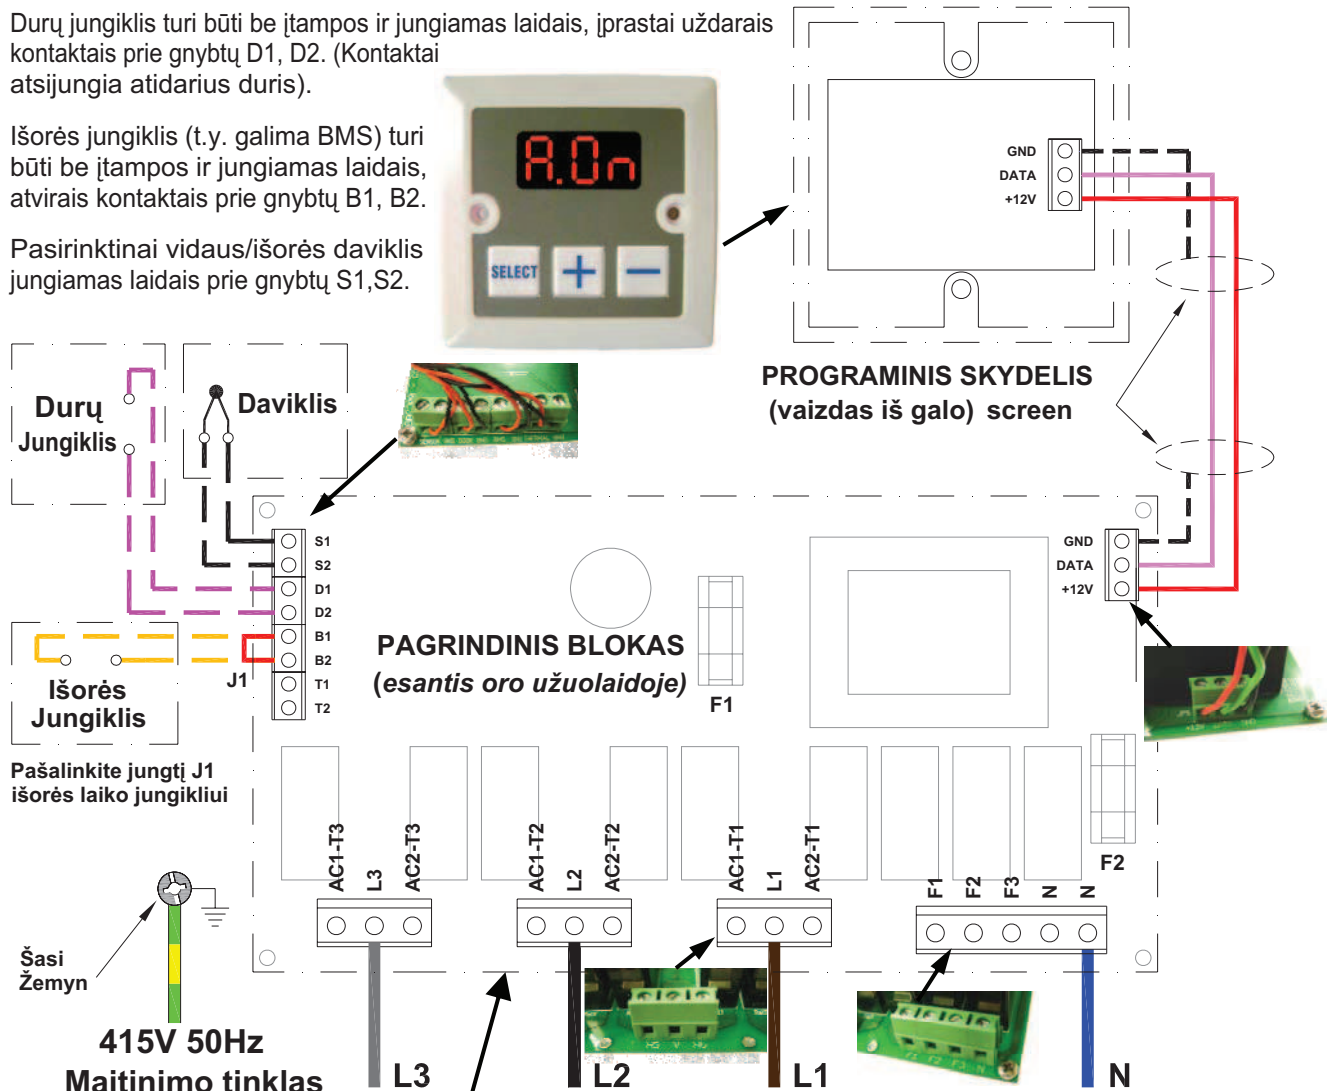 Durų jungiklis turi būti be įtampos ir jungiamas laidais, įprastai uždarais
kontaktais prie gnybtų D1, D2. (Kontaktai
atsijungia atidarius duris).
Išorės jungiklis (t.y. galima BMS) turi
būti be įtampos ir jungiamas laidais,
atvirais kontaktais prie gnybtų B1, B2.
Pasirinktinai vidaus/išorės daviklis
jungiamas laidais prie gnybtų S1,S2.
A.On
SELECT + −
GND
DATA
+12V
PROGRAMINIS SKYDELIS
(vaizdas iš galo) screen
Durų
Jungiklis
Daviklis
S1
S2
D1
D2
B1
B2
T1
T2
J1
Išorės
Jungiklis
Pašalinkite jungtį J1
išorės laiko jungikliui
PAGRINDINIS BLOKAS
(esantis oro užuolaidoje)
F1
GND
DATA
+12V
F2
AC1-T3
L3
AC2-T3
AC1-T2
L2
AC2-T2
AC1-T1
L1
AC2-T1
F1
F2
F3
N
N
Šasi
Žemyn
415V 50Hz
Maitinimo tinklas
L3
L2
L1
N